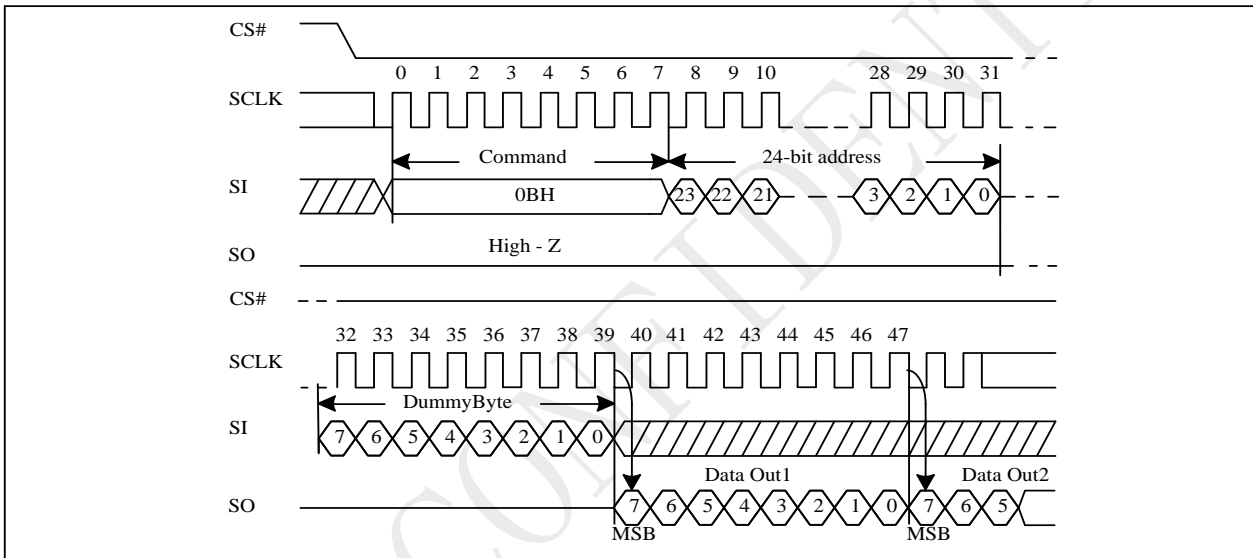 CS#
0 1 2 3 4 5 6 7 8 9 10 28 29 30 31
SCLK
Command 24-bit address
SI 0BH 23 22 21 3 2 1 0
High - Z
SO
CS#
32 33 34 35 36 37 38 39 40 41 42 43 44 45 46 47
SCLK
DummyByte
SI 7 6 5 4 3 2 1 0
Data Out1 Data Out2
SO 7 6 5 4 3 2 1 0 7 6 5
MSB MSB
CONFIDENT